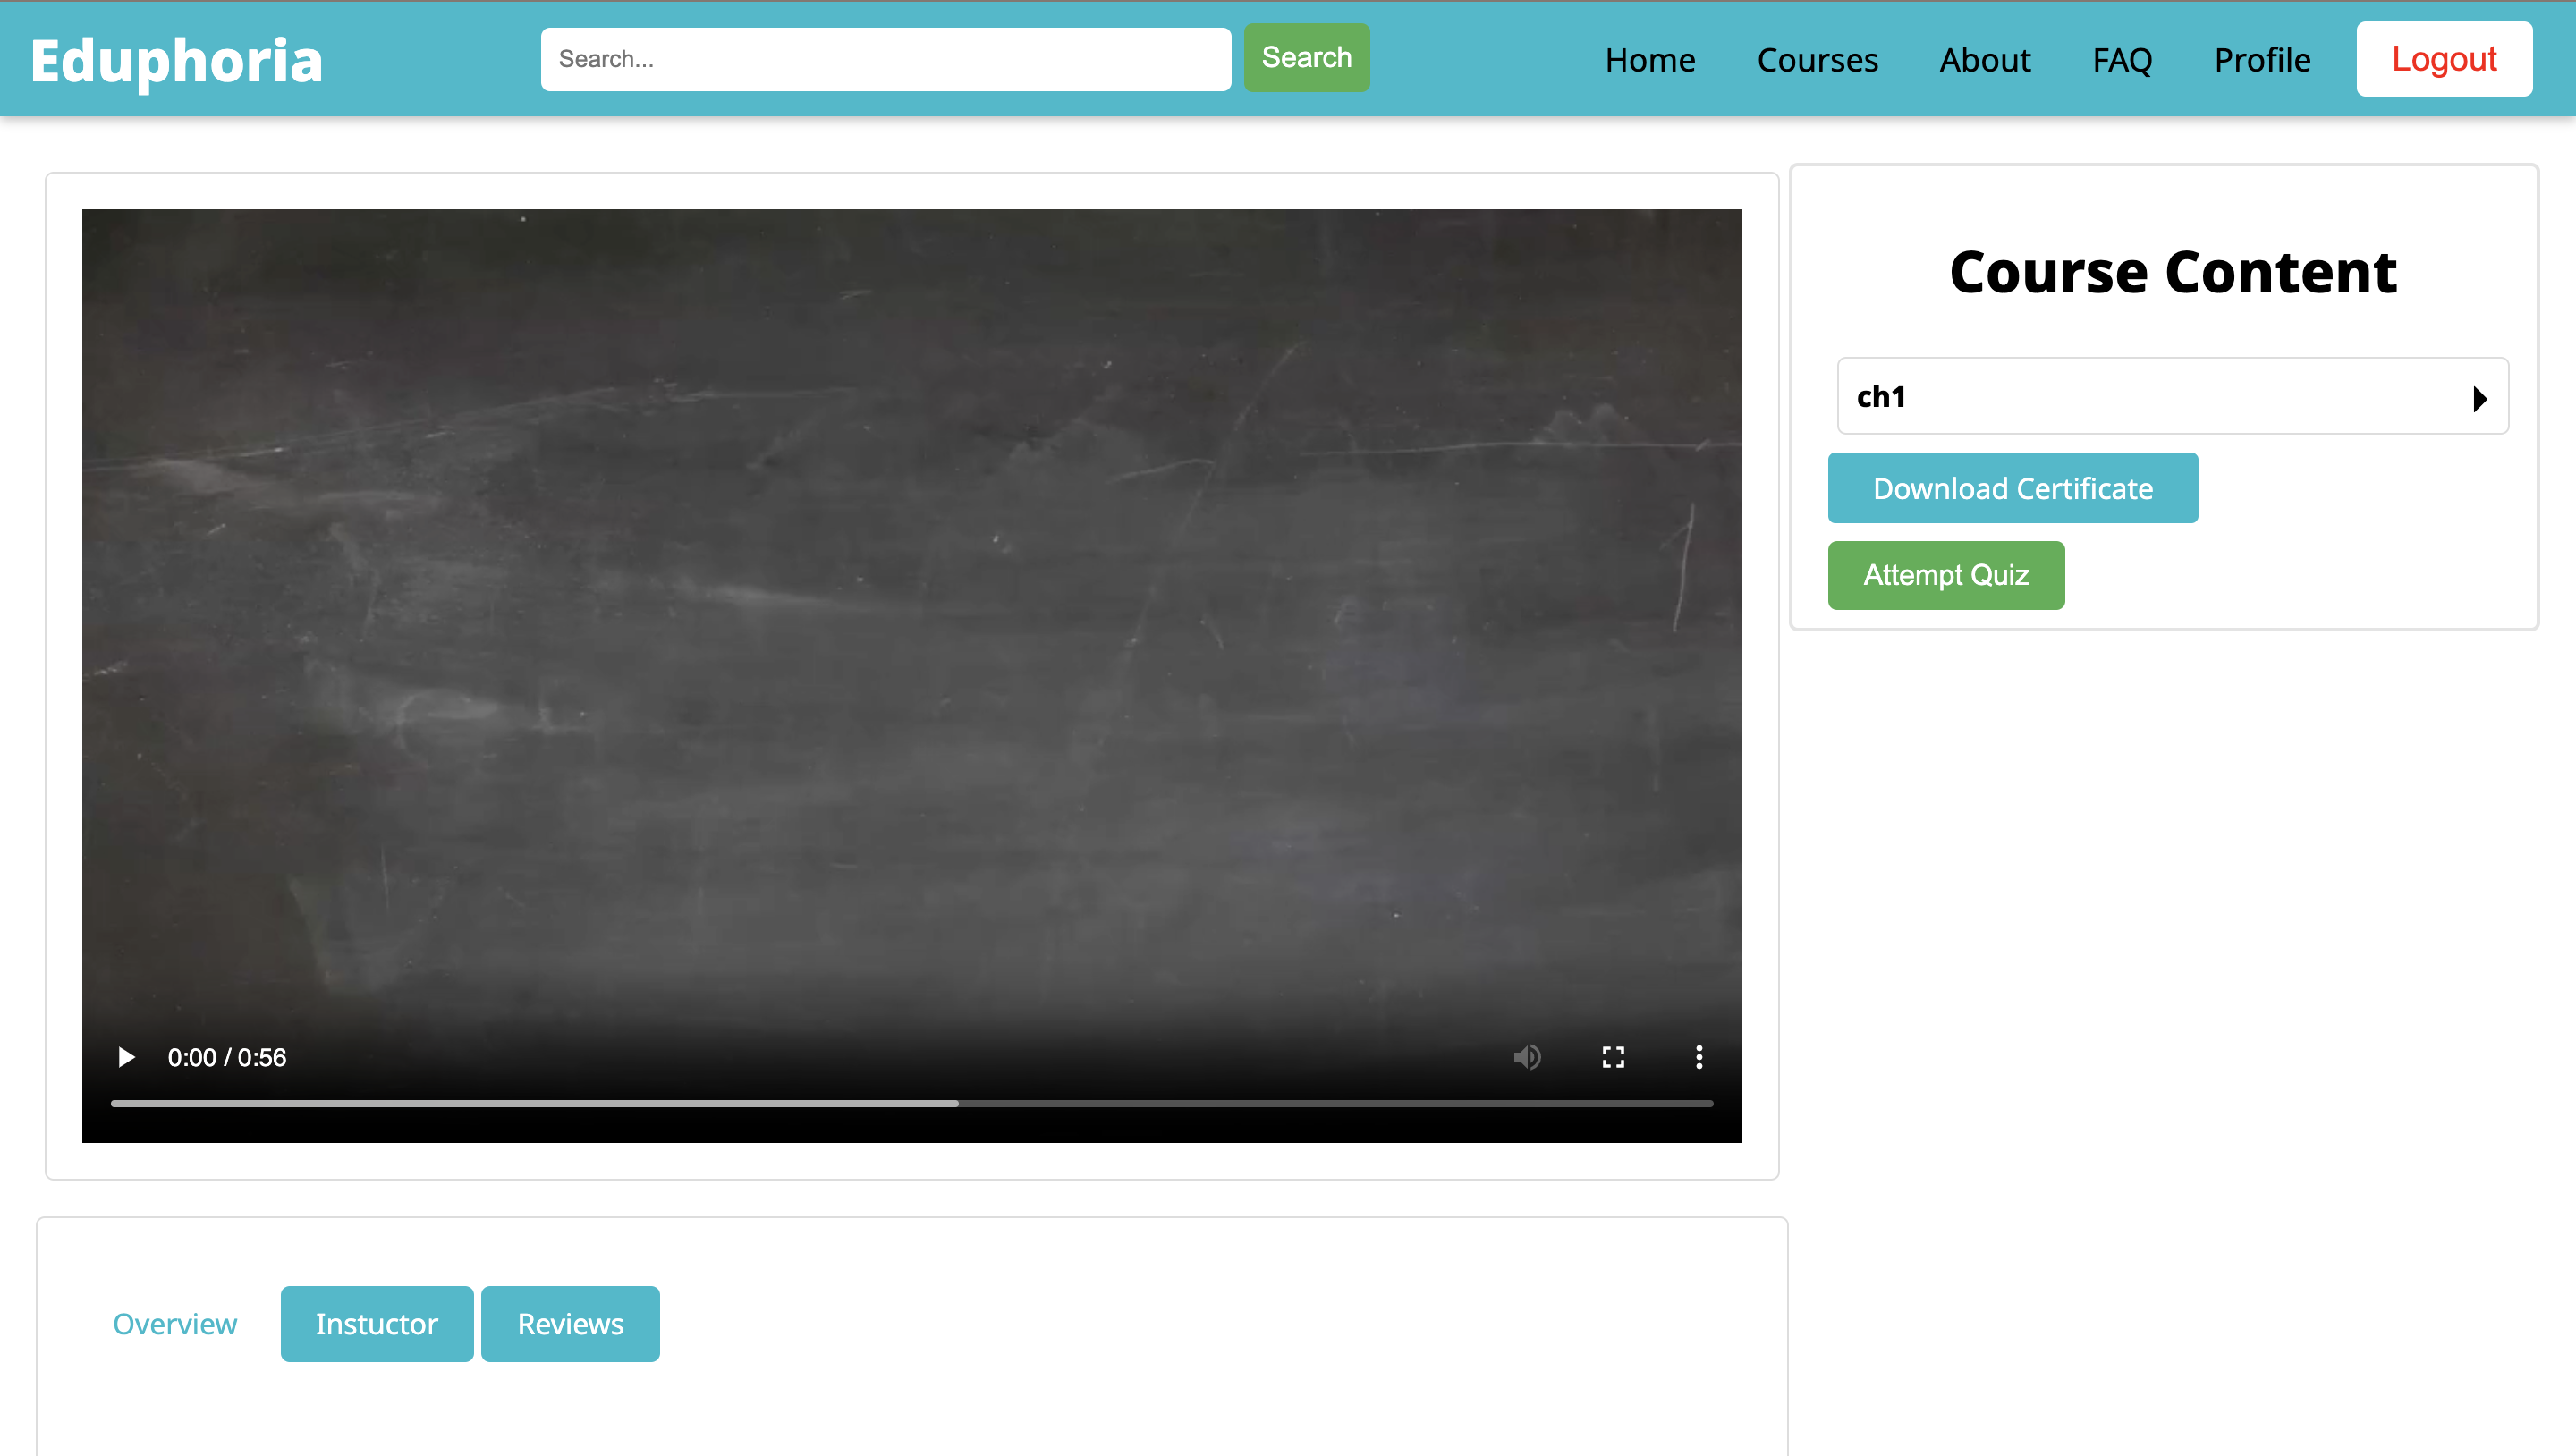 Eduphoria
Search...
Search
Home
Courses
About
FAQ
Profile
Logout
Course Content
ch1
Download Certificate
Attempt Quiz
0:00 / 0:56
Overview
Instuctor
Reviews